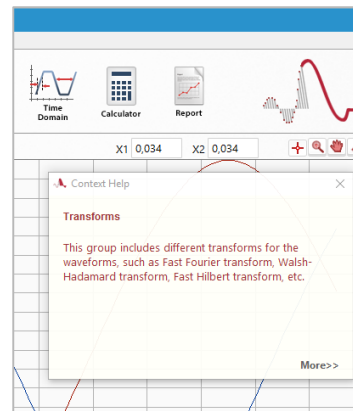 Time
Domain
Calculator
Report
X1 0,034 X2 0,034
Context Help
Transforms
This group includes different transforms for the
waveforms, such as Fast Fourier transform, Walsh-
Hadamard transform, Fast Hilbert transform, etc.
More>>